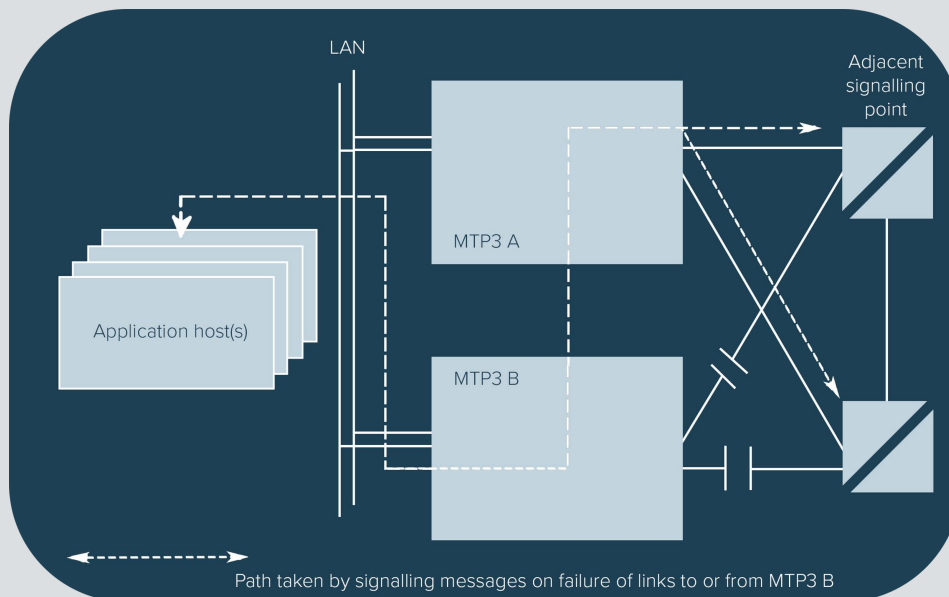 LAN
Adjacent
signalling
point
MTP3 A
Application host(s)
MTP3 B
Path taken by signalling messages on failure of links to or from MTP3 B